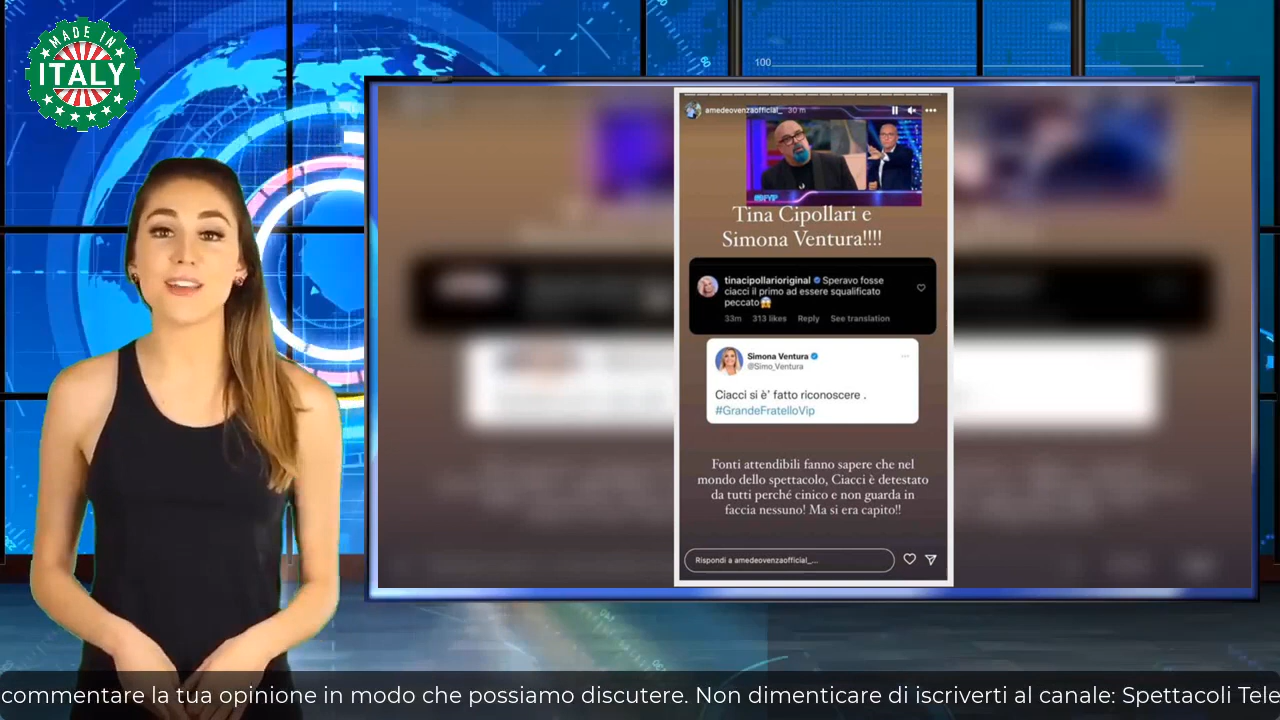 MADE IN
ITALY
100
amedeovenzaofficial_ 30 m
#GFVIP
Tina Cipollari e
Simona Ventura!!!!
tinacipollarioriginal Speravo fosse
ciacci il primo ad essere squalificato
peccato😱
33m 313 likes Reply See translation
Simona Ventura
@Simo_Ventura
Ciacci si è' fatto riconoscere .
#GrandeFratelloVip
Fonti attendibili fanno sapere che nel
mondo dello spettacolo, Ciacci è detestato
da tutti perché cinico e non guarda in
faccia nessuno! Ma si era capito!!
Rispondi a amedeovenzaofficial_...
commentare la tua opinione in modo che possiamo discutere. Non dimenticare di iscriverti al canale: Spettacoli Tele